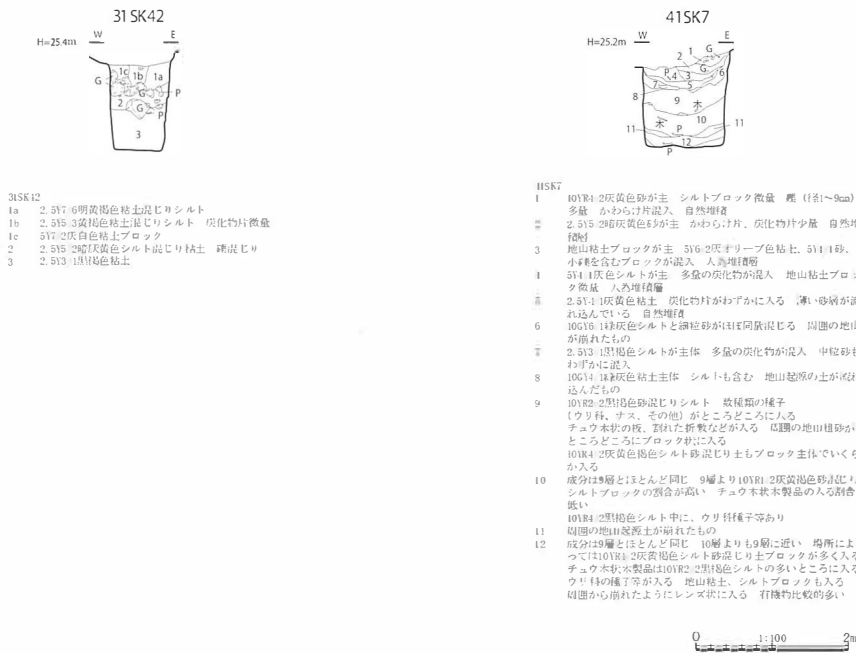 31SK42
W E
H=25.4m
1c 1b 1a
G
G P
2 G
P
3
41SK7
W E
H=25.2m
1 G
2 G
P 4 3 6
7 5
8
9 木
木 10
11 P 11
12
P
31SK42
1a 2.5Y7/6明黄褐色粘土混じりシルト
1b 2.5Y5/3黄褐色粘土混じりシルト 炭化物片微量
1c 5Y7/2灰白色粘土ブロック
2 2.5Y5/2暗灰黄色シルト混じり粘土 礫混じり
3 2.5Y3/1黒褐色粘土
41SK7
1 10YR4/2灰黄色砂が主 シルトブロック微量 礫（径1～9cm）
多量 かわらけ片混入 自然堆積
2.5Y5/2暗灰黄色砂が主 かわらけ片、炭化物片少量 自然堆
積層
3 地山粘土ブロックが主 5Y6/2灰オリーブ色粘土、5Y4/1砂、
小礫を含むブロックが混入 人為堆積層
4 5Y4/1灰色シルトが主 多量の炭化物が混入 地山粘土ブロッ
ク微量 人為堆積層
2.5Y4/1灰黄色粘土 炭化物片がわずかに入る 薄い砂層が流
れ込んでいる 自然堆積
6 10GY6/1緑灰色シルトと細粒砂がほぼ同量混じる 周囲の地山
が崩れたもの
2.5Y3/1黒褐色シルトが主体 多量の炭化物が混入 中粒砂も
わずかに混入
8 10GY4/1緑灰色粘土主体 シルトも含む 地山起源の土が流れ
込んだもの
9 10YR2/2黒褐色砂混じりシルト 数種類の種子
（ウリ科、ナス、その他）がところどころに入る
チュウ木状の板、割れた折敷などが入る 周囲の地山粗砂が
ところどころにブロック状に入る
10YR4/2灰黄色褐色シルト砂混じり土もブロック主体でいくら
か入る
10 成分は9層とほとんど同じ 9層より10YR4/2灰黄褐色砂混じり
シルトブロックの割合が高い チュウ木状木製品の入る割合
低い
10YR4/2黒褐色シルト中に、ウリ科種子等あり
11 周囲の地山起源土が崩れたもの
12 成分は9層とほとんど同じ 10層よりも9層に近い 場所によ
っては10YR4/2灰黄褐色シルト砂混じり土ブロックが多く入る
チュウ木状木製品は10YR2/2黒褐色シルトの多いところに入る
ウリ科の種子等が入る 地山粘土、シルトブロックも入る
周囲から崩れたようにレンズ状に入る 有機物比較的多い
0 1:100 2m